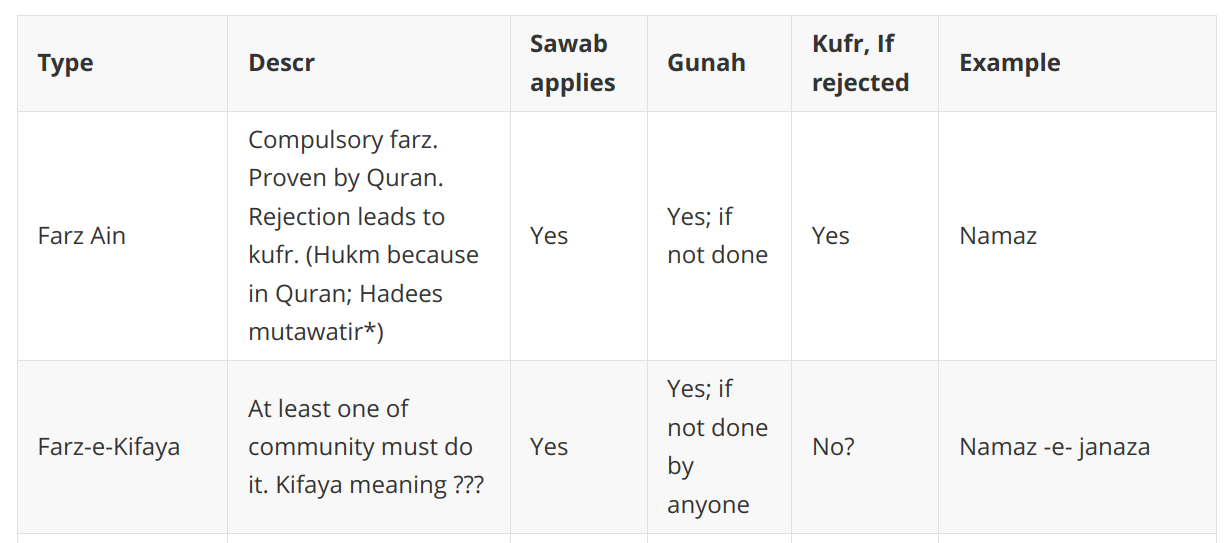 Type
Descr
Sawab
applies
Gunah
Kufr, If
rejected
Example
Farz Ain
Compulsory farz.
Proven by Quran.
Rejection leads to
kufr. (Hukm because
in Quran; Hadees
mutawatir*)
Yes
Yes; if
not done
Yes
Namaz
Farz-e-Kifaya
At least one of
community must do
it. Kifaya meaning ???
Yes
Yes; if
not done
by
anyone
No?
Namaz -e- janaza